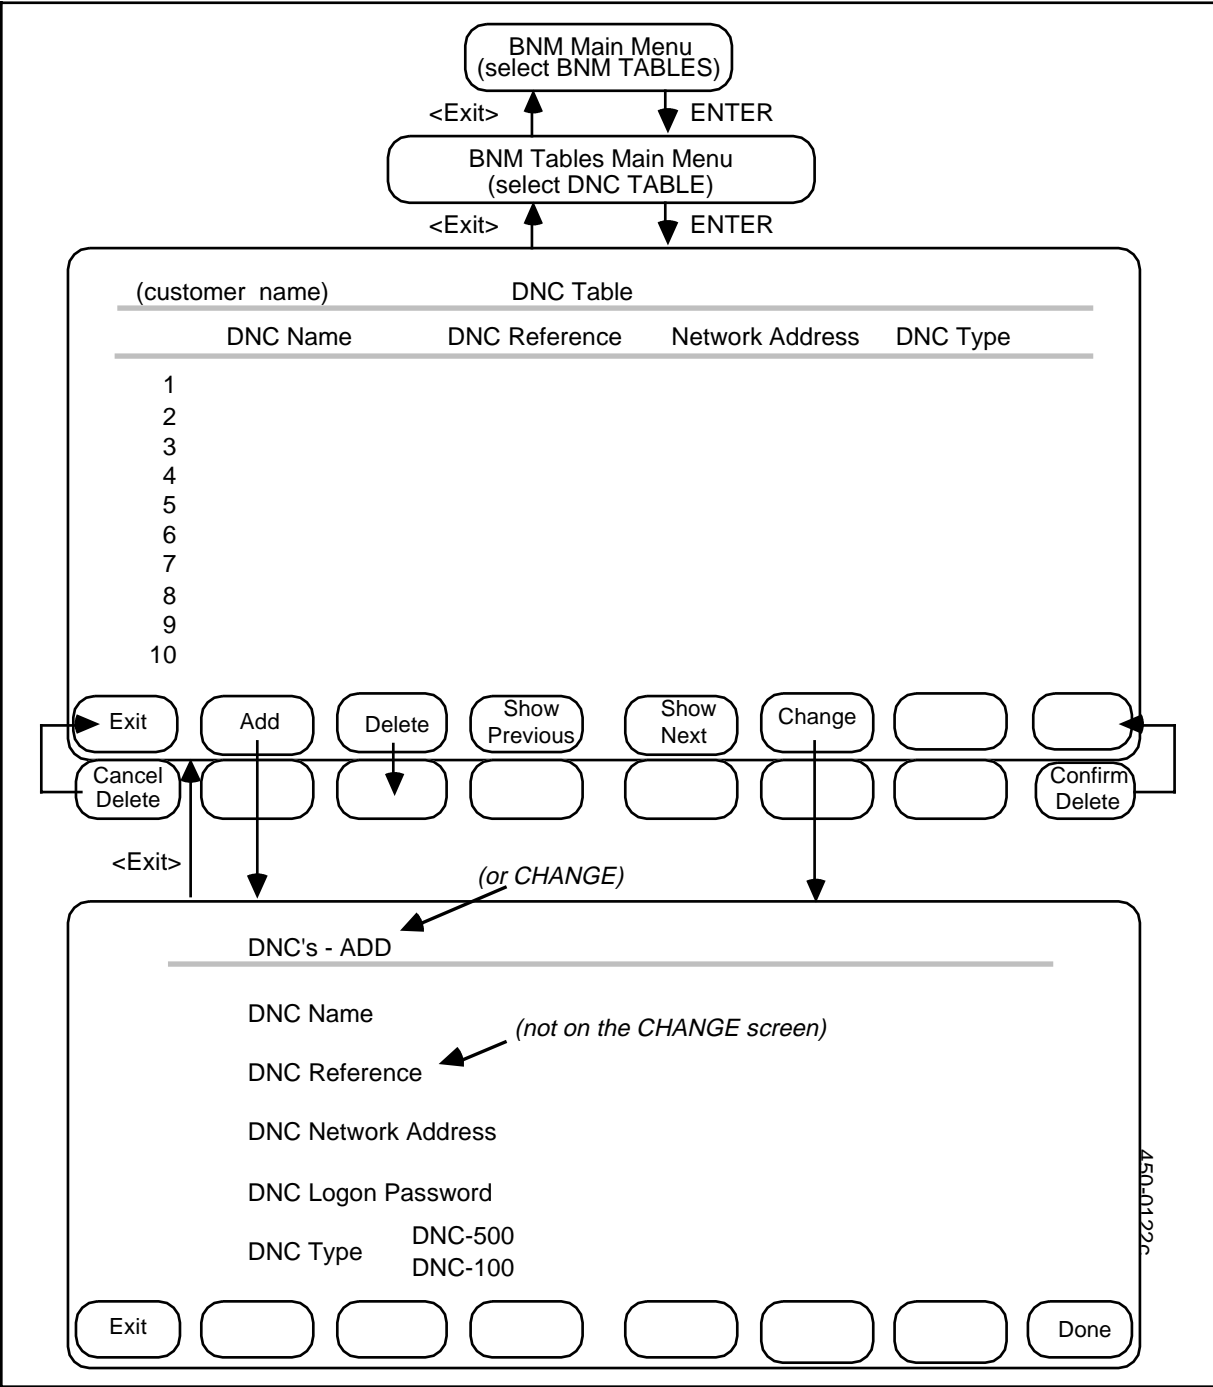 BNM Main Menu
(select BNM TABLES)
<Exit> ENTER
BNM Tables Main Menu
(select DNC TABLE)
<Exit> ENTER
(customer name) DNC Table
DNC Name DNC Reference Network Address DNC Type
1
2
3
4
5
6
7
8
9
10
Exit Add Delete Show Previous Show Next Change
Cancel Delete Confirm Delete
<Exit>
(or CHANGE)
DNC's - ADD
DNC Name
(not on the CHANGE screen)
DNC Reference
DNC Network Address
DNC Logon Password
DNC Type DNC-500
DNC-100
450-0122c
Exit Done